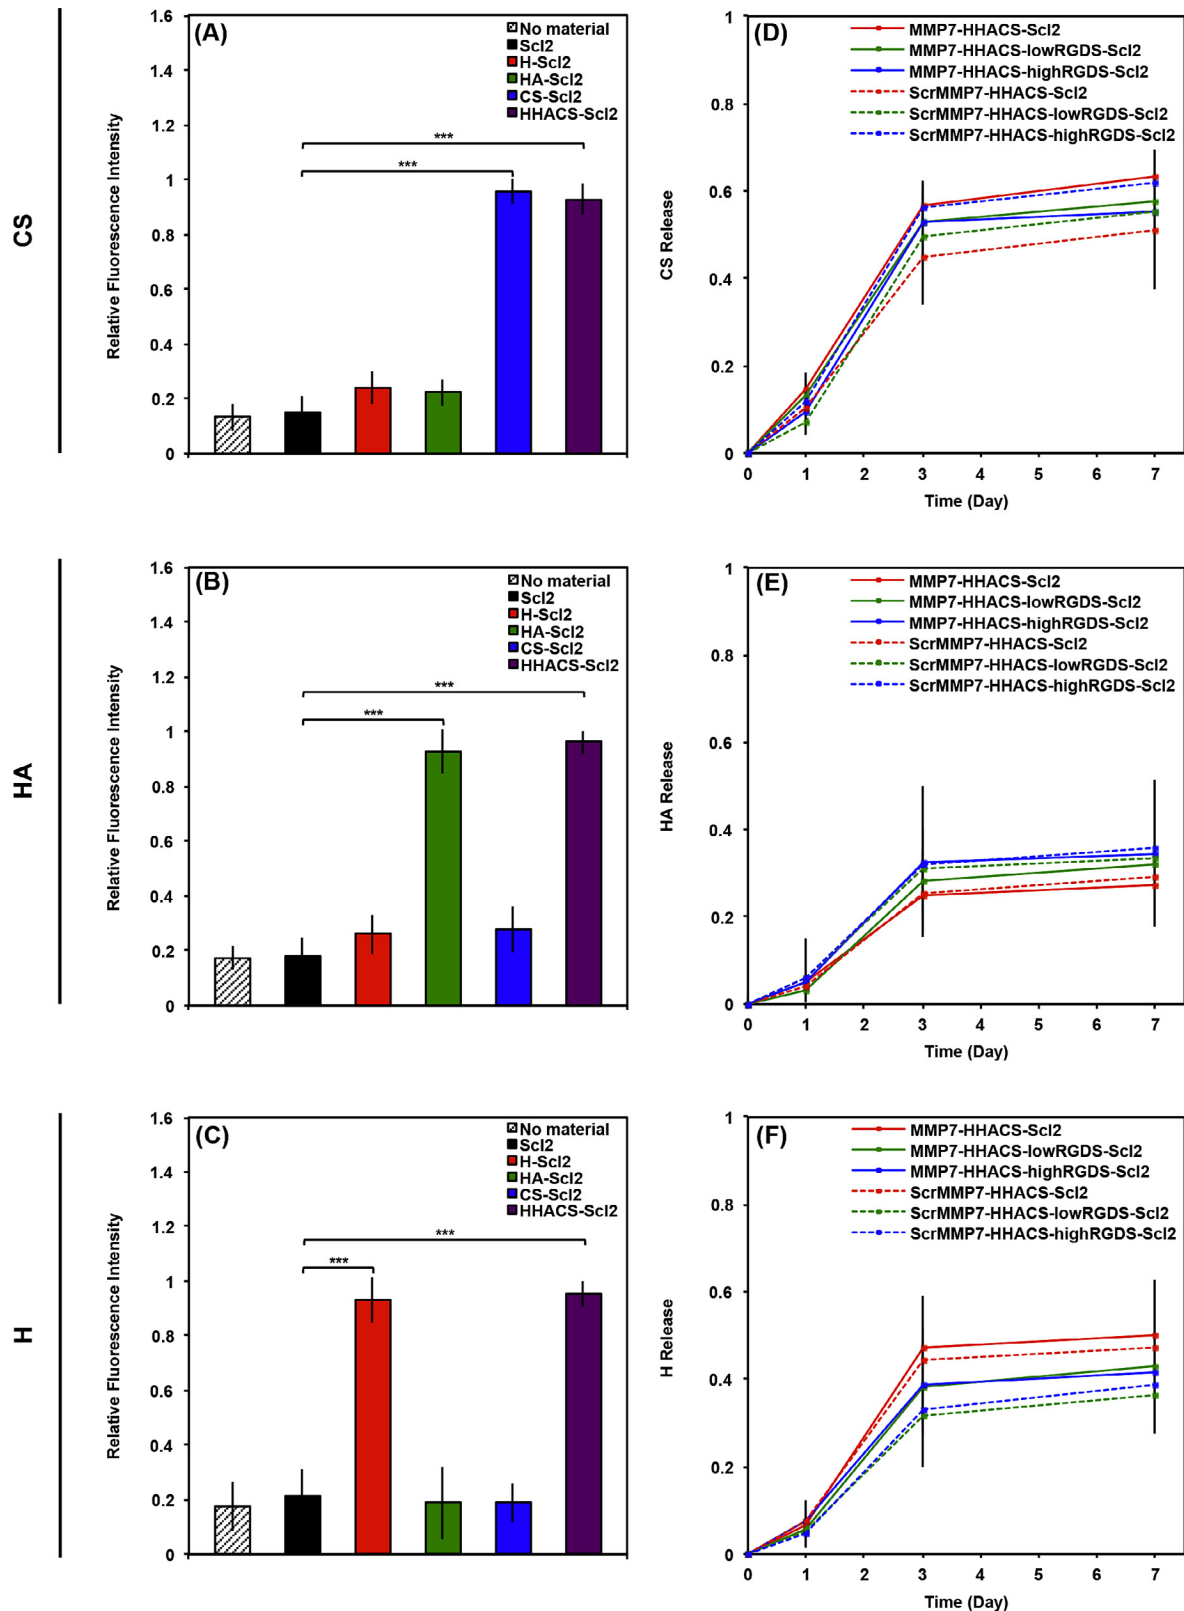 CS
(A)
No material
Scl2
H-Scl2
HA-Scl2
CS-Scl2
HHACS-Scl2
***
***
Relative Fluorescence Intensity
1.6
1.4
1.2
1
0.8
0.6
0.4
0.2
0
(D)
MMP7-HHACS-Scl2
MMP7-HHACS-lowRGDS-Scl2
MMP7-HHACS-highRGDS-Scl2
ScrMMP7-HHACS-Scl2
ScrMMP7-HHACS-lowRGDS-Scl2
ScrMMP7-HHACS-highRGDS-Scl2
CS Release
1
0.8
0.6
0.4
0.2
0
0 1 2 3 4 5 6 7
Time (Day)
HA
(B)
No material
Scl2
H-Scl2
HA-Scl2
CS-Scl2
HHACS-Scl2
***
***
Relative Fluorescence Intensity
1.6
1.4
1.2
1
0.8
0.6
0.4
0.2
0
(E)
MMP7-HHACS-Scl2
MMP7-HHACS-lowRGDS-Scl2
MMP7-HHACS-highRGDS-Scl2
ScrMMP7-HHACS-Scl2
ScrMMP7-HHACS-lowRGDS-Scl2
ScrMMP7-HHACS-highRGDS-Scl2
HA Release
1
0.8
0.6
0.4
0.2
0
0 1 2 3 4 5 6 7
Time (Day)
H
(C)
No material
Scl2
H-Scl2
HA-Scl2
CS-Scl2
HHACS-Scl2
***
***
Relative Fluorescence Intensity
1.6
1.4
1.2
1
0.8
0.6
0.4
0.2
0
(F)
MMP7-HHACS-Scl2
MMP7-HHACS-lowRGDS-Scl2
MMP7-HHACS-highRGDS-Scl2
ScrMMP7-HHACS-Scl2
ScrMMP7-HHACS-lowRGDS-Scl2
ScrMMP7-HHACS-highRGDS-Scl2
H Release
1
0.8
0.6
0.4
0.2
0
0 1 2 3 4 5 6 7
Time (Day)